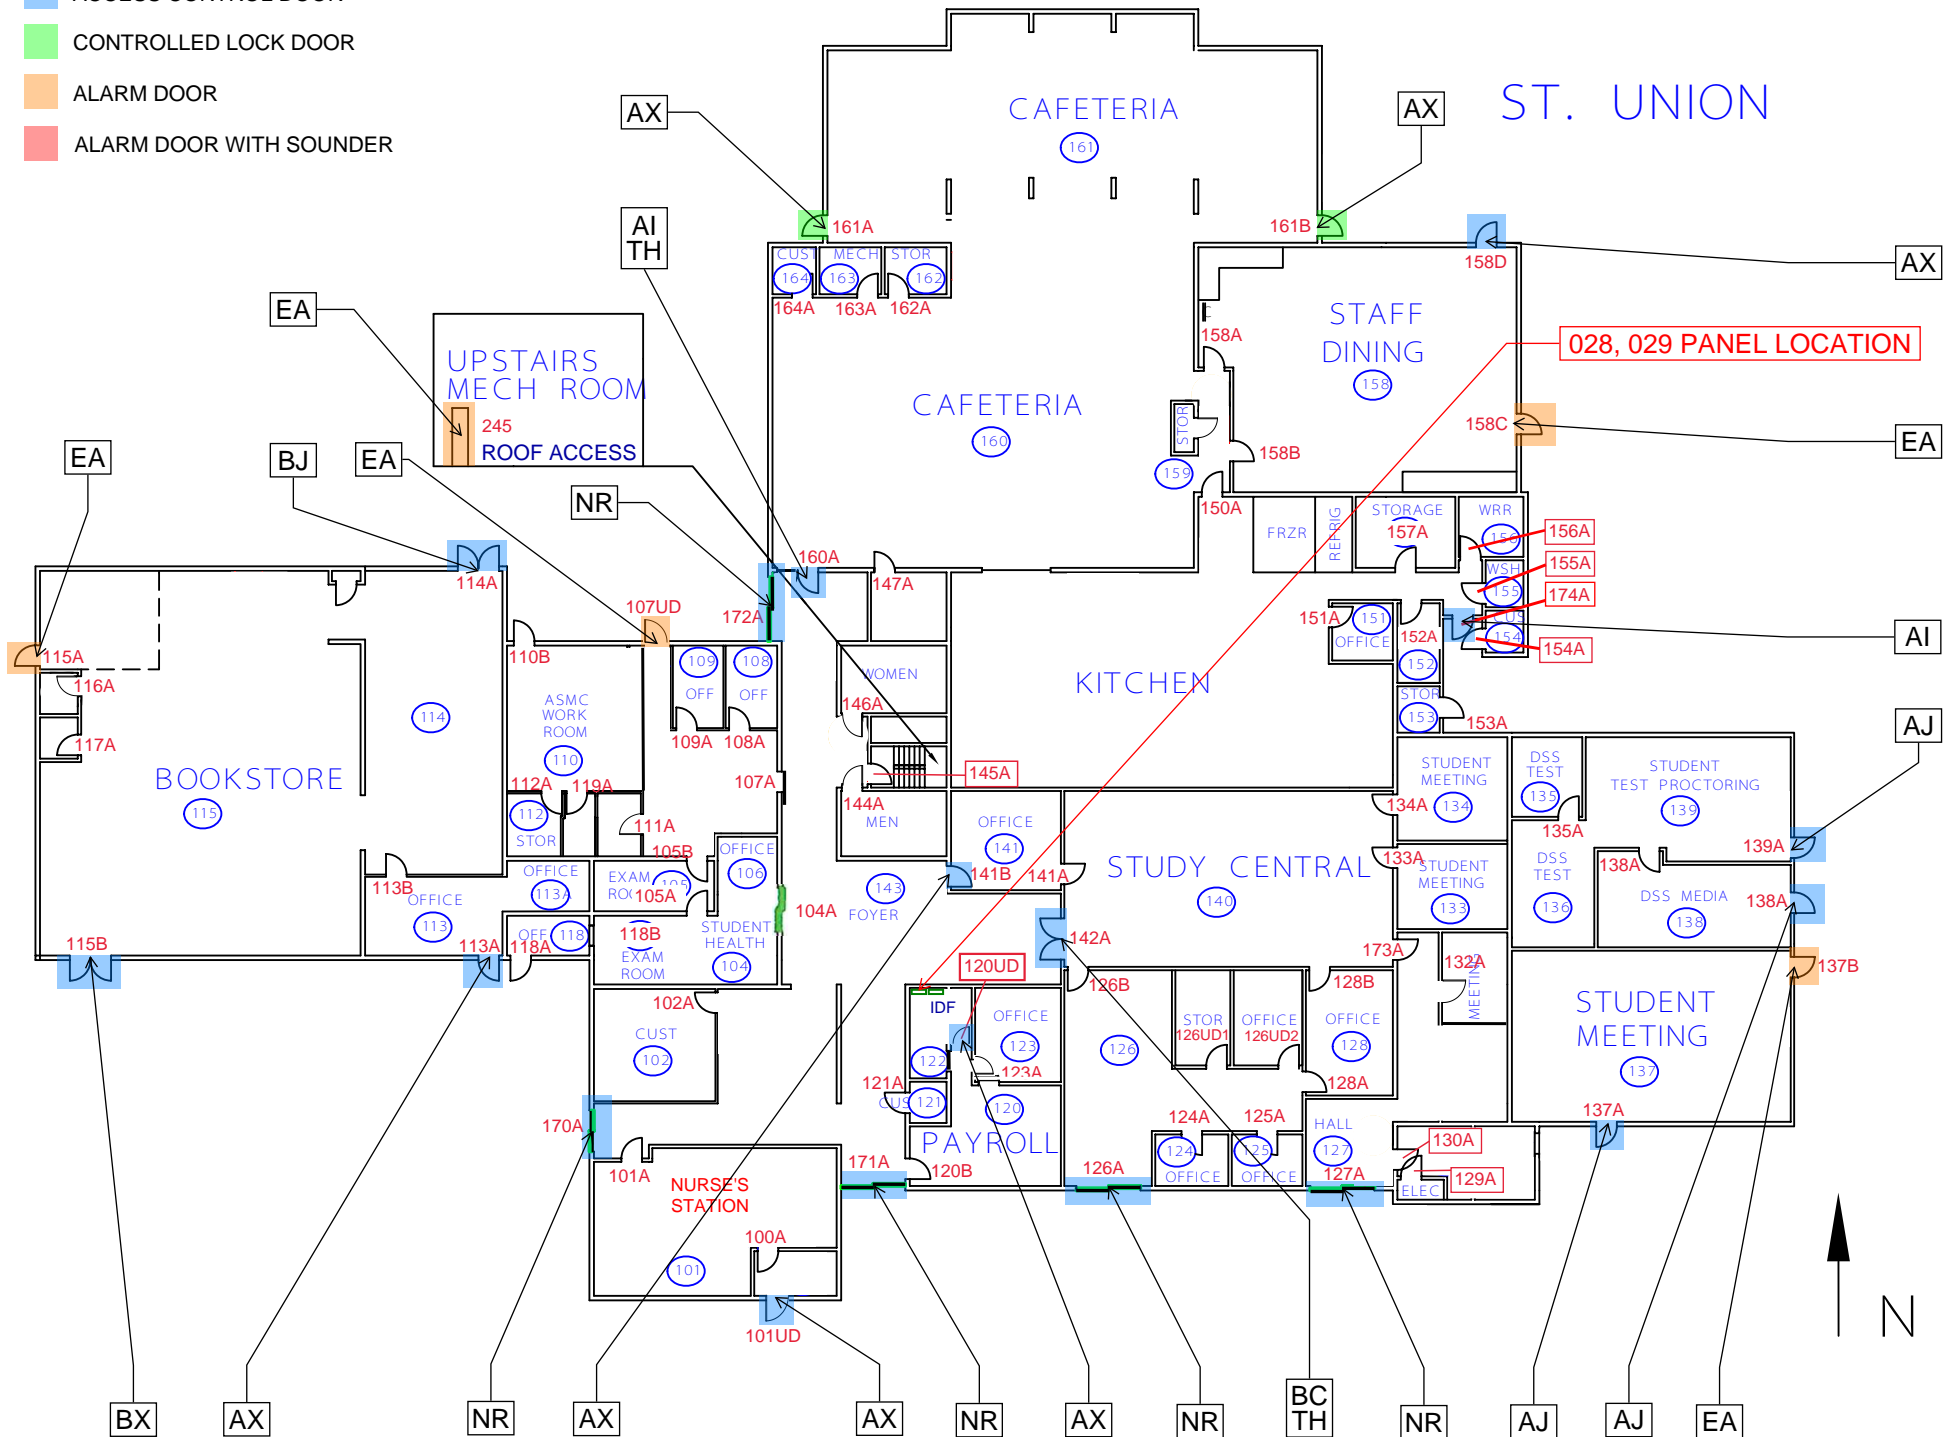 ACCESS CONTROL DOOR
CONTROLLED LOCK DOOR
ALARM DOOR
ALARM DOOR WITH SOUNDER
ST. UNION
CAFETERIA
161
AX
AX
161A
161B
158D
AX
AI
TH
CUST
164
MECH
163
STOR
162
164A
163A
162A
EA
UPSTAIRS
MECH ROOM
245
ROOF ACCESS
STAFF
DINING
158
158A
028, 029 PANEL LOCATION
CAFETERIA
160
STOR
159
158B
158C
EA
150A
EA
BJ
EA
NR
FRZR
REFRIG
STORAGE
157A
WRR
156
156A
WSH
155
155A
174A
CUS
154
154A
AI
160A
147A
172A
107UD
114A
115A
110B
116A
117A
109
OFF
108
OFF
109A
108A
WOMEN
146A
KITCHEN
151A
151
OFFICE
152A
152
STOR
153
153A
AJ
114
ASMC
WORK
ROOM
110
112A
119A
112
STOR
111A
107A
145A
144A
MEN
BOOKSTORE
115
113B
OFFICE
113
OFFICE
113A
105B
OFFICE
106
EXAM
105A
104A
143
FOYER
OFFICE
141
141B
141A
STUDY CENTRAL
140
STUDENT
MEETING
134
134A
133A
STUDENT
MEETING
133
DSS
TEST
135
135A
STUDENT
TEST PROCTORING
139
139A
DSS
TEST
136
138A
DSS MEDIA
138
138A
115B
113A
118A
118
118B
EXAM
ROOM
STUDENT
HEALTH
104
142A
173A
132A
MEETING
137B
120UD
102A
CUST
102
IDF
122
OFFICE
123
123A
126B
126
STOR
126UD1
OFFICE
126UD2
128B
OFFICE
128
128A
STUDENT
MEETING
137
137A
121A
121
120
PAYROLL
120B
170A
101A
NURSE'S
STATION
100A
101
101UD
171A
126A
124A
124
OFFICE
125A
125
OFFICE
HALL
127
127A
130A
129A
ELEC
N
BX
AX
NR
AX
AX
NR
AX
NR
BC
TH
NR
AJ
AJ
EA